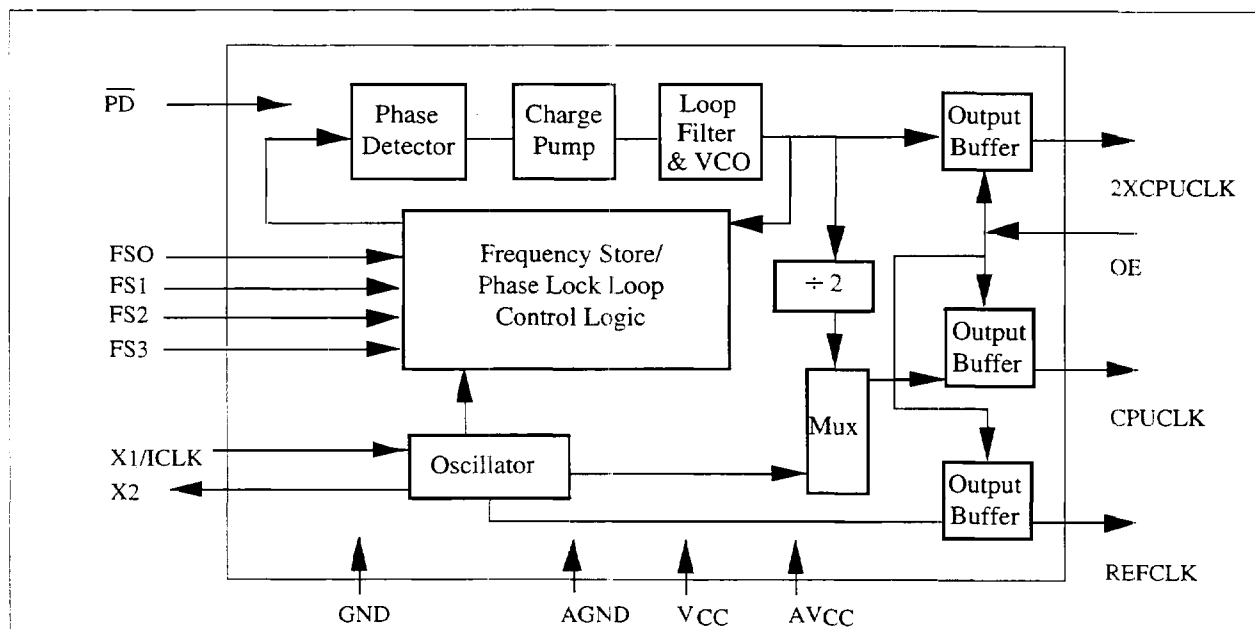 PD
Phase
Detector
Charge
Pump
Loop
Filter
& VCO
Output
Buffer
2XCPUCLK
FSO
FS1
FS2
FS3
Frequency Store/
Phase Lock Loop
Control Logic
÷ 2
OE
Output
Buffer
CPUCLK
Mux
X1/ICLK
X2
Oscillator
Output
Buffer
REFCLK
GND
AGND
VCC
AVCC